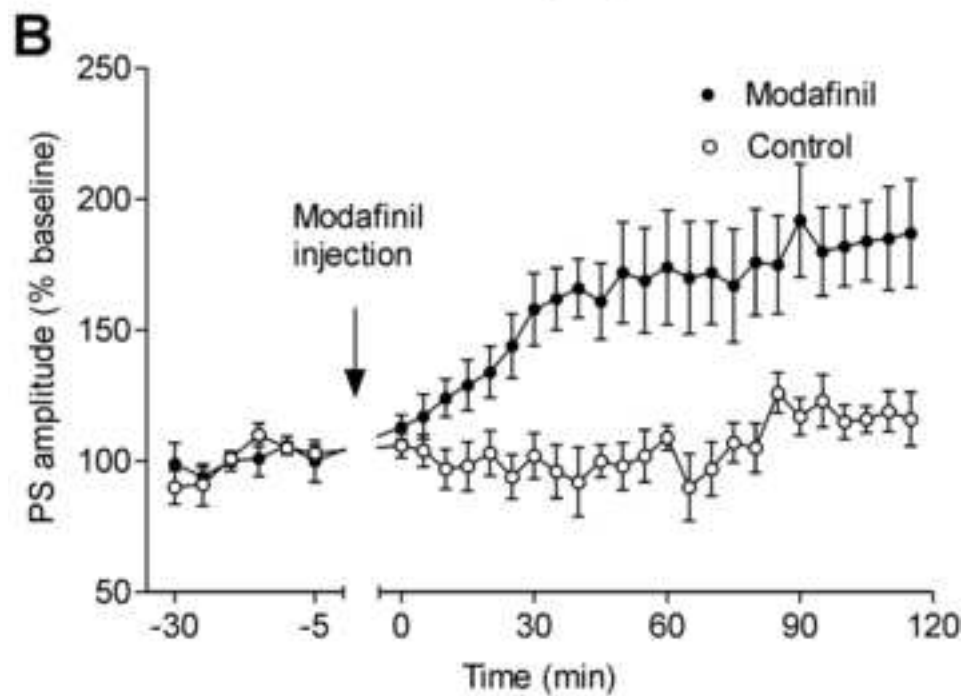 B
250
200
150
100
50
PS amplitude (% baseline)
Modafinil
Control
Modafinil
injection
-30
-5
0
30
60
90
120
Time (min)